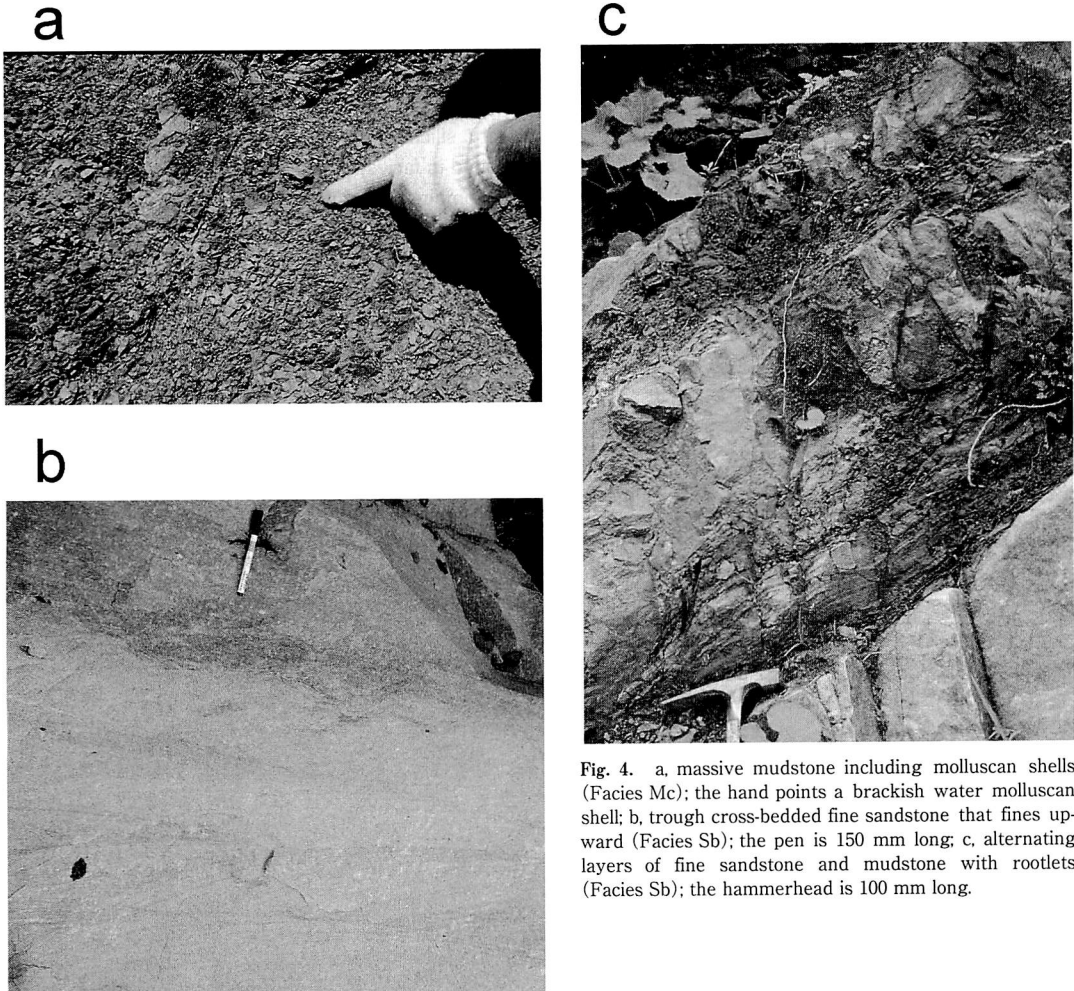 a
c
b
Fig. 4. a, massive mudstone including molluscan shells
(Facies Mc); the hand points a brackish water molluscan
shell; b, trough cross-bedded fine sandstone that fines up-
ward (Facies Sb); the pen is 150 mm long; c, alternating
layers of fine sandstone and mudstone with rootlets
(Facies Sb); the hammerhead is 100 mm long.